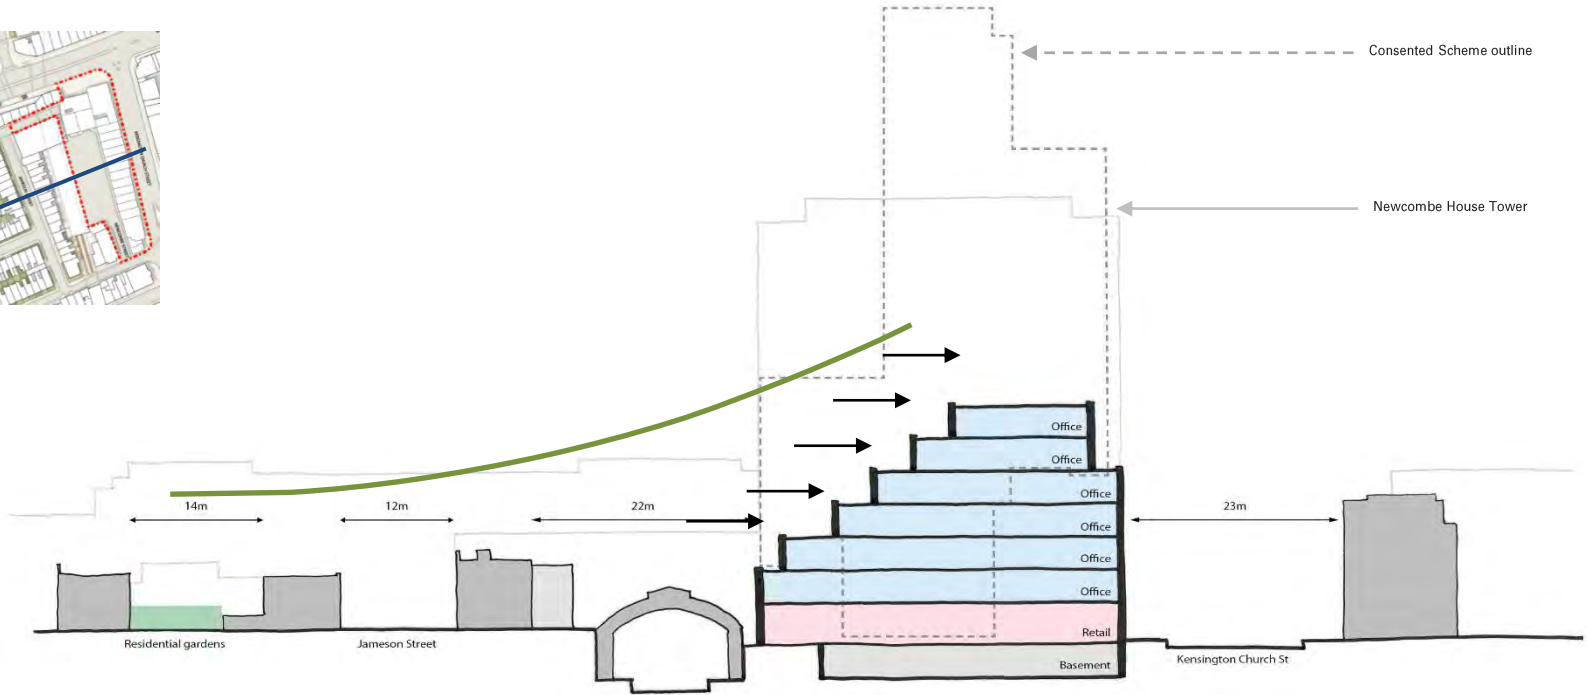 Consented Scheme outline
Newcombe House Tower
Office
Office
14m
12m
22m
Office
23m
Office
Office
Office
Retail
Residential gardens
Jameson Street
Kensington Church St
Basement